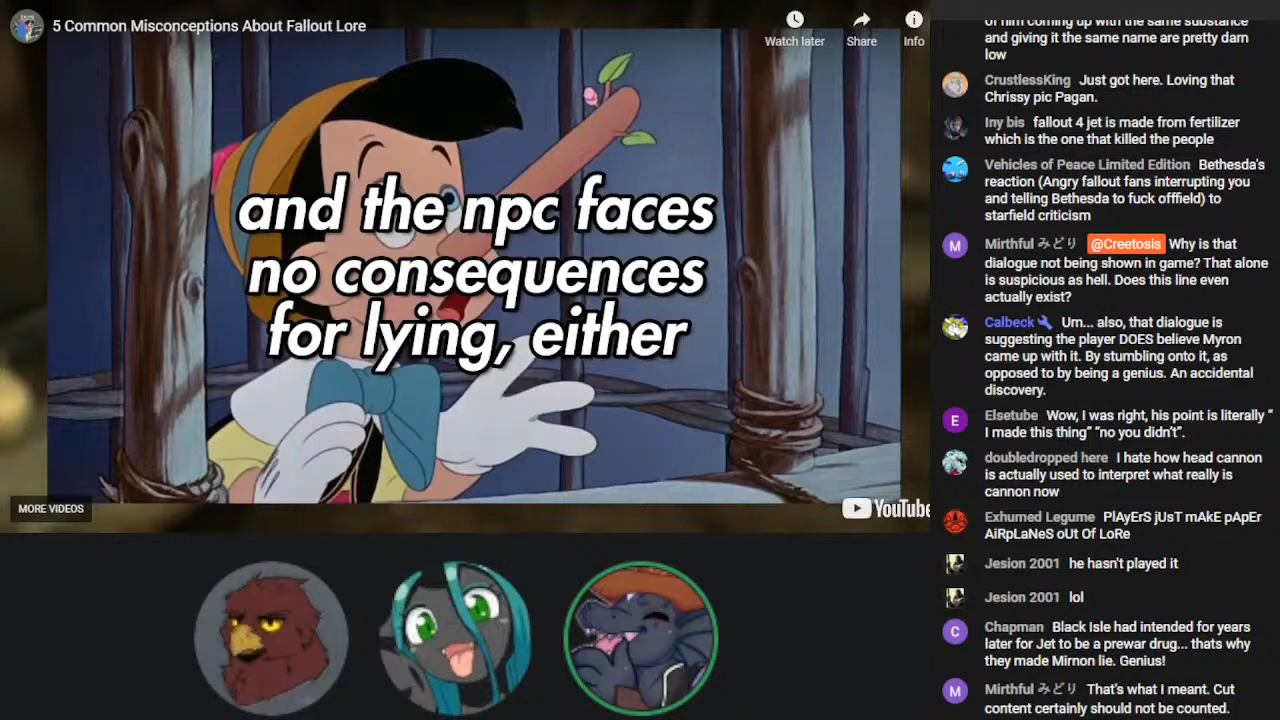 5 Common Misconceptions About Fallout Lore
Watch later
Share
Info
and the npc faces
no consequences
for lying, either
MORE VIDEOS
YouTube
of him coming up with the same substance
and giving it the same name are pretty darn
low
CrustlessKing Just got here. Loving that
Chrissy pic Pagan.
Iny bis fallout 4 jet is made from fertilizer
which is the one that killed the people
Vehicles of Peace Limited Edition Bethesda's
reaction (Angry fallout fans interrupting you
and telling Bethesda to fuck offfield) to
starfield criticism
M
Mirthful みどり @Creetosis Why is that
dialogue not being shown in game? That alone
is suspicious as hell. Does this line even
actually exist?
Calbeck Um... also, that dialogue is
suggesting the player DOES believe Myron
came up with it. By stumbling onto it, as
opposed to by being a genius. An accidental
discovery.
E
Elsetube Wow, I was right, his point is literally “
I made this thing” “no you didn’t”.
doubledropped here I hate how head cannon
is actually used to interpret what really is
cannon now
Exhumed Legume PlAyErS jUsT mAkE pApEr
AiRpLaNeS oUt Of LoRe
Jesion 2001 he hasn't played it
Jesion 2001 lol
C
Chapman Black Isle had intended for years
later for Jet to be a prewar drug... thats why
they made Mirnon lie. Genius!
M
Mirthful みどり That's what I meant. Cut
content certainly should not be counted.